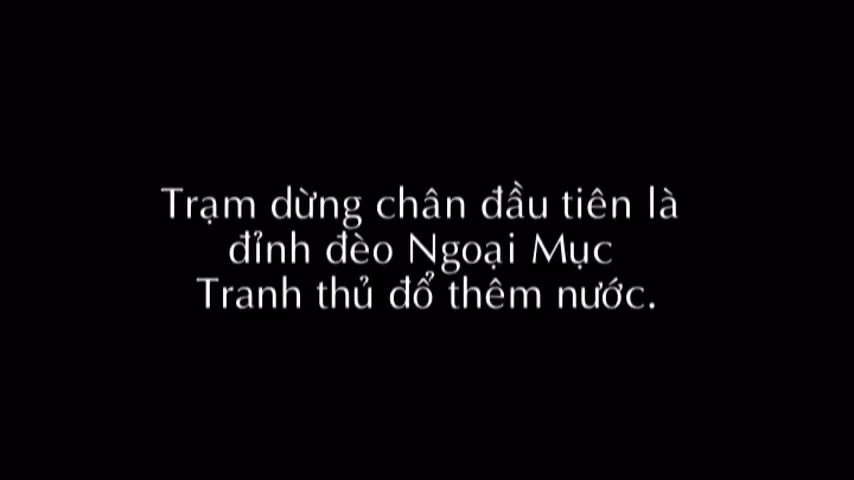 Trạm dừng chân đầu tiên là
đỉnh đèo Ngoại Mục
Tranh thủ đổ thêm nước.